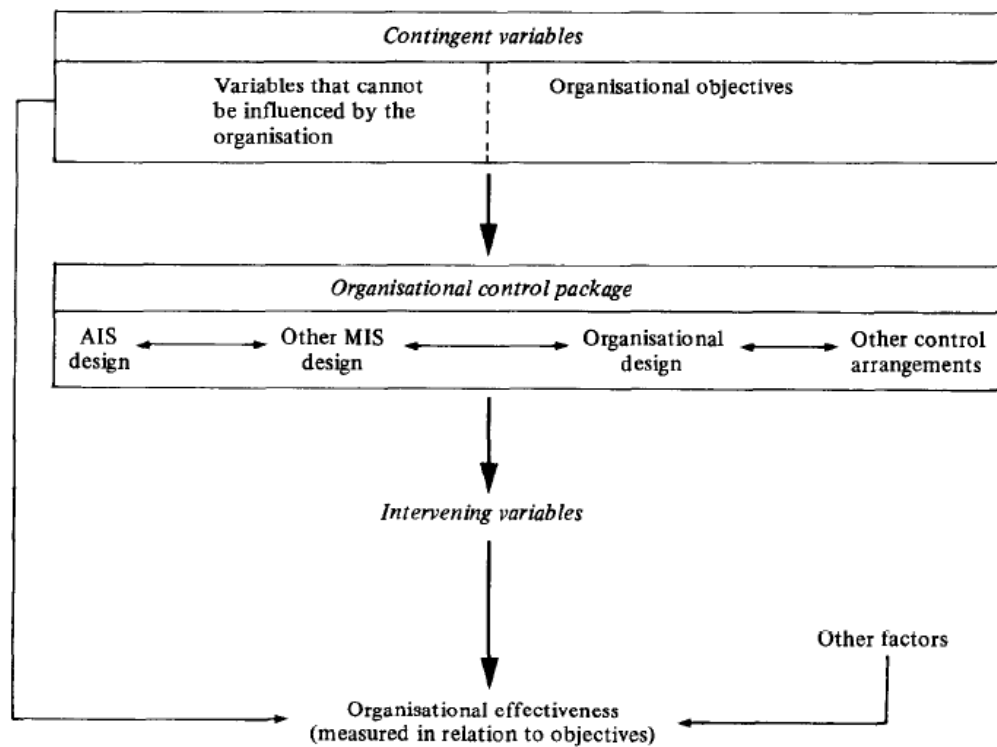 Contingent variables
Variables that cannot
be influenced by the
organisation
Organisational objectives
Organisational control package
AIS
design
Other MIS
design
Organisational
design
Other control
arrangements
Intervening variables
Other factors
Organisational effectiveness
(measured in relation to objectives)